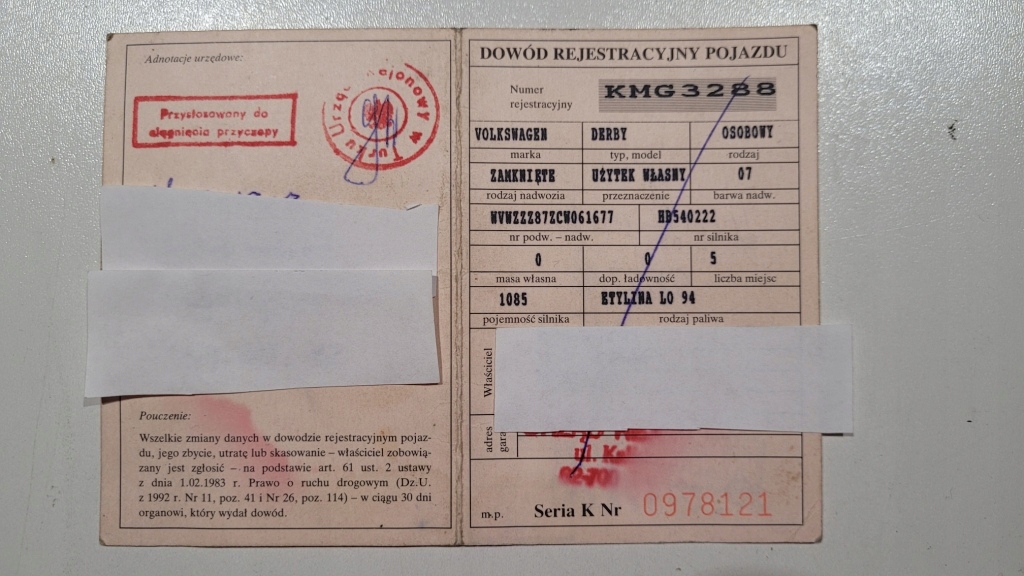 Adnotacje urzędowe:
Przystosowany do
ciągnięcia przyczepy
Urząd Rejonowy w Turku
Pouczenie:
Wszelkie zmiany danych w dowodzie rejestracyjnym pojaz-
du, jego zbycie, utratę lub skasowanie – właściciel zobowią-
zany jest zgłosić – na podstawie art. 61 ust. 2 ustawy
z dnia 1.02.1983 r. Prawo o ruchu drogowym (Dz.U.
z 1992 r. Nr 11, poz. 41 i Nr 26, poz. 114) – w ciągu 30 dni
organowi, który wydał dowód.
DOWÓD REJESTRACYJNY POJAZDU
Numer
rejestracyjny
KMG3288
VOLKSWAGEN DERBY OSOBOWY
marka typ, model rodzaj
ZAMKNIĘTE UŻYTEK WŁASNY 07
rodzaj nadwozia przeznaczenie barwa nadw.
WVWZZZ87ZCW061677 HB540222
nr podw. – nadw. nr silnika
0 0 5
masa własna dop. ładowność liczba miejsc
1085 ETYLINA LO 94
pojemność silnika rodzaj paliwa
Właściciel
adres
ul.
m.p. Seria K Nr 0978121